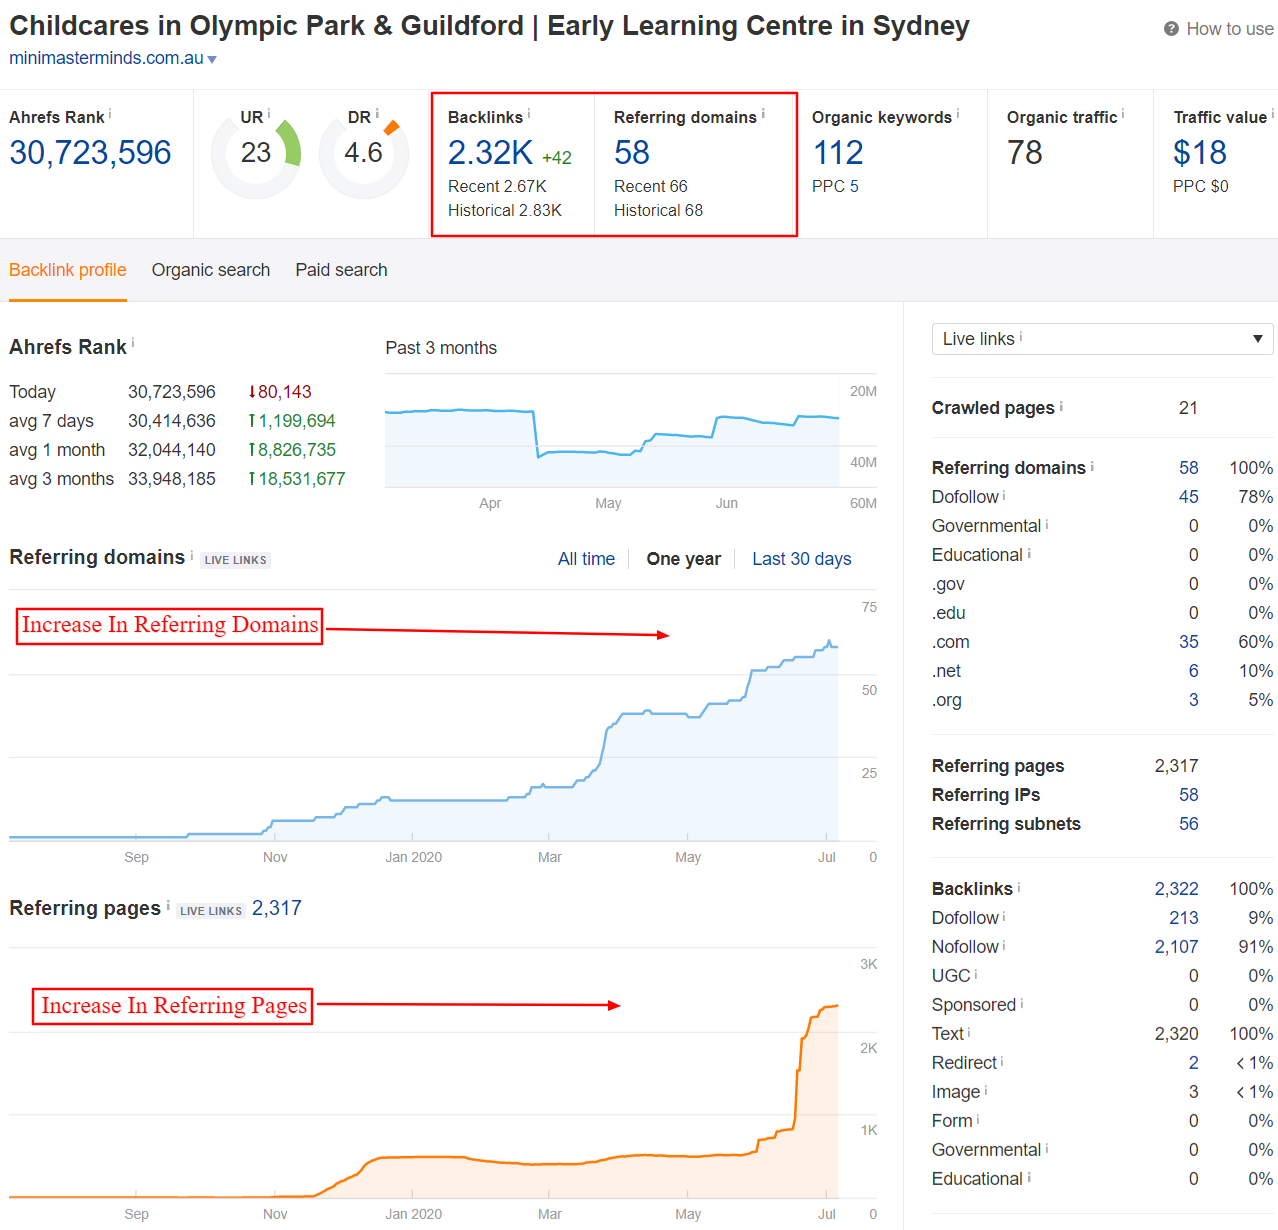 Childcares in Olympic Park & Guildford | Early Learning Centre in Sydney
How to use
minimasterminds.com.au
Ahrefs Rank
30,723,596
UR
23
DR
4.6
Backlinks
2.32K +42
Recent 2.67K
Historical 2.83K
Referring domains
58
Recent 66
Historical 68
Organic keywords
112
PPC 5
Organic traffic
78
Traffic value
$18
PPC $0
Backlink profile Organic search Paid search
Ahrefs Rank
Today 30,723,596 ↓80,143
avg 7 days 30,414,636 ↑1,199,694
avg 1 month 32,044,140 ↑8,826,735
avg 3 months 33,948,185 ↑18,531,677
Past 3 months
20M
40M
60M
Apr May Jun
Referring domains LIVE LINKS
All time One year Last 30 days
Increase In Referring Domains
75
50
25
0
Sep Nov Jan 2020 Mar May Jul
Referring pages LIVE LINKS 2,317
Increase In Referring Pages
3K
2K
1K
0
Sep Nov Jan 2020 Mar May Jul
Live links
Crawled pages 21
Referring domains 58 100%
Dofollow 45 78%
Governmental 0 0%
Educational 0 0%
.gov 0 0%
.edu 0 0%
.com 35 60%
.net 6 10%
.org 3 5%
Referring pages 2,317
Referring IPs 58
Referring subnets 56
Backlinks 2,322 100%
Dofollow 213 9%
Nofollow 2,107 91%
UGC 0 0%
Sponsored 0 0%
Text 2,320 100%
Redirect 2 < 1%
Image 3 < 1%
Form 0 0%
Governmental 0 0%
Educational 0 0%